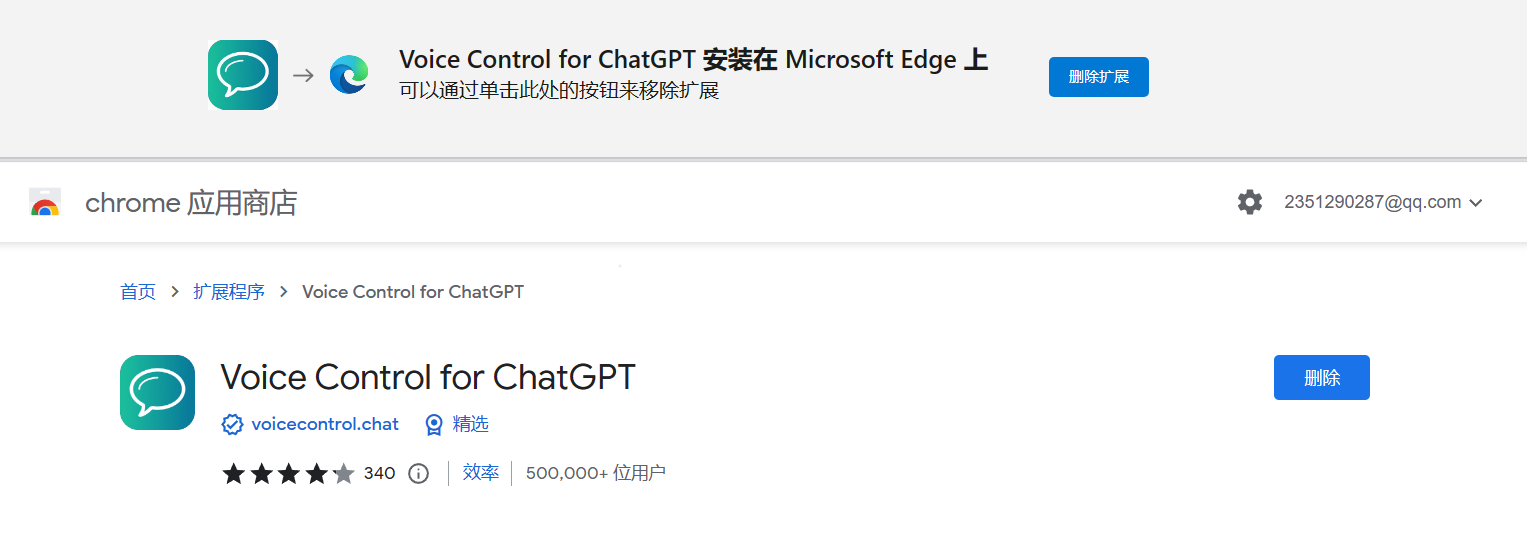 Voice Control for ChatGPT 安装在 Microsoft Edge 上
可以通过单击此处的按钮来移除扩展
删除扩展
chrome 应用商店
2351290287@qq.com
首页 > 扩展程序 > Voice Control for ChatGPT
Voice Control for ChatGPT
删除
voicecontrol.chat 精选
340 效率 500,000+ 位用户